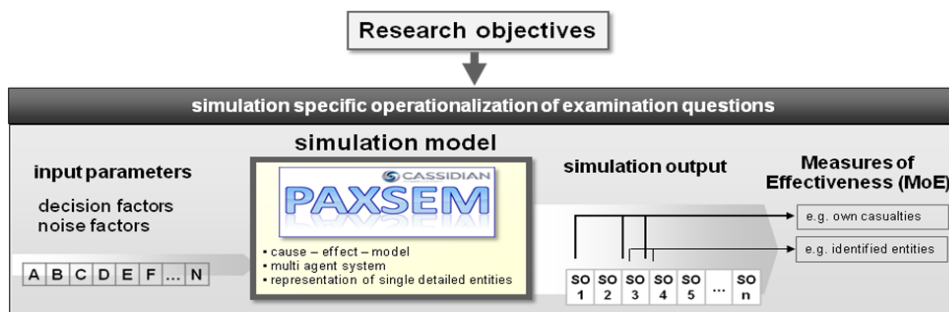 Research objectives
simulation specific operationalization of examination questions
input parameters
decision factors
noise factors
A B C D E F ... N
simulation model
CASSIDIAN
PAXSEM
• cause – effect – model
• multi agent system
• representation of single detailed entities
simulation output
SO SO SO SO SO ... SO
1 2 3 4 5 n
Measures of
Effectiveness (MoE)
e.g. own casualties
e.g. identified entities